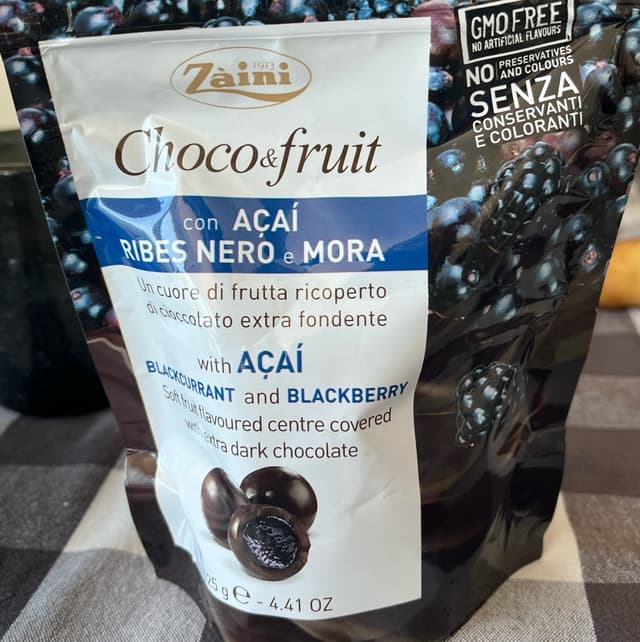 Zàini
1913
Choco&fruit
con AÇAÍ
RIBES NERO e MORA
Un cuore di frutta ricoperto
di cioccolato extra fondente
with AÇAÍ
BLACKCURRANT and BLACKBERRY
Soft fruit flavoured centre covered
with extra dark chocolate
25 g e - 4.41 OZ
GMO FREE
NO ARTIFICIAL FLAVOURS
NO PRESERVATIVES
AND COLOURS
SENZA
CONSERVANTI
E COLORANTI